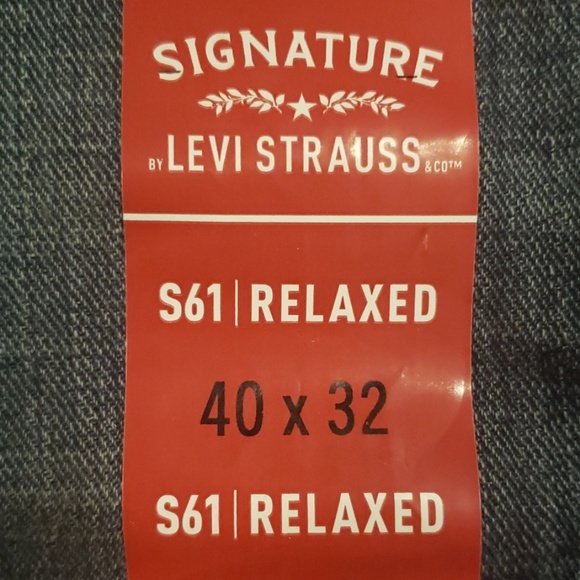 SIGNATURE
BY LEVI STRAUSS & CO™
S61 | RELAXED
40 x 32
S61 | RELAXED